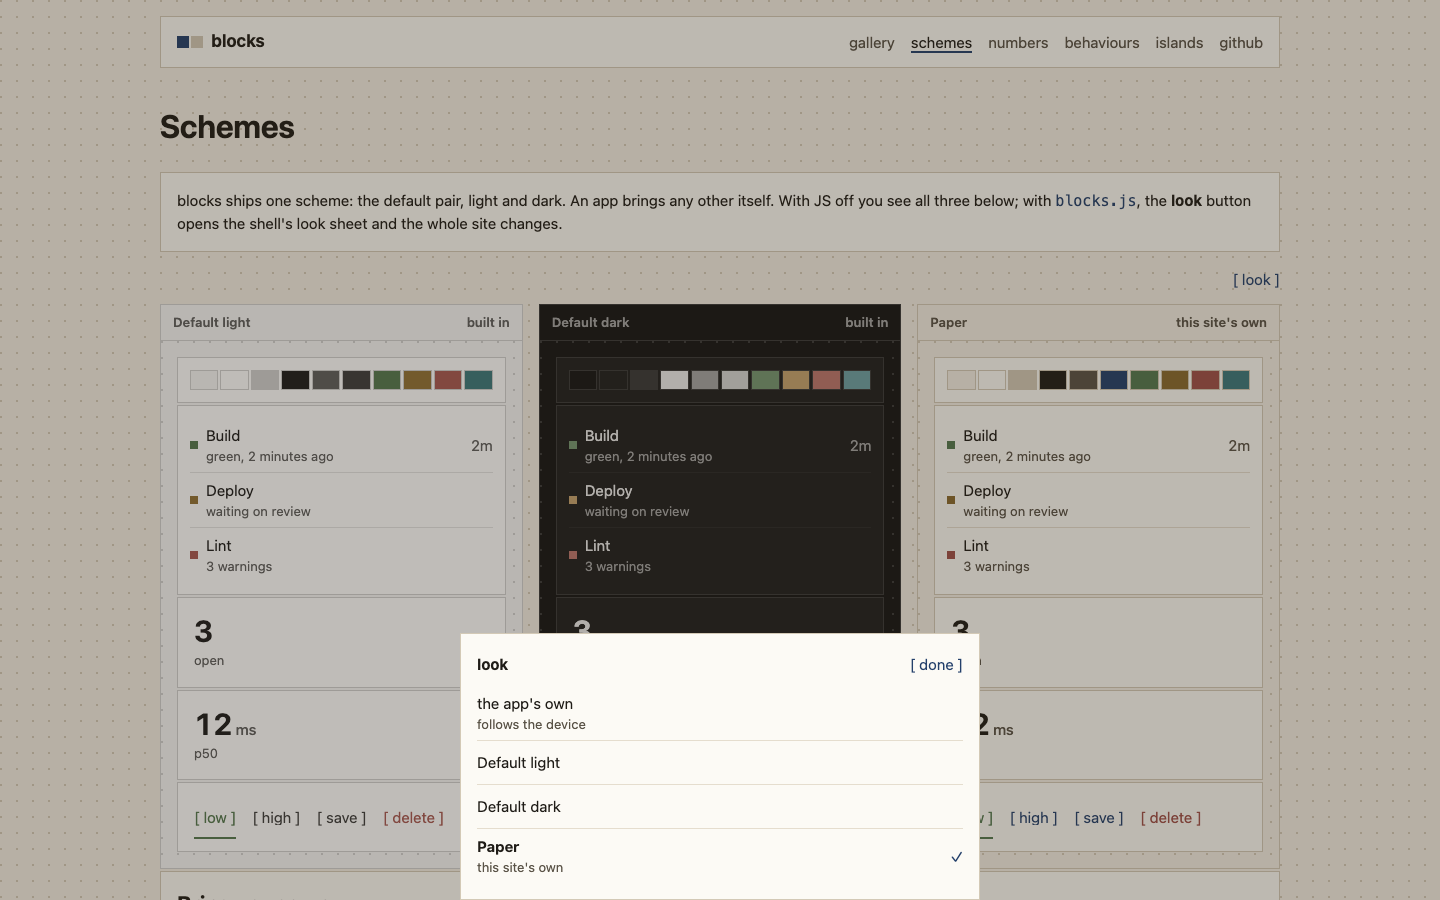 blocks
gallery schemes numbers behaviours islands github
Schemes
blocks ships one scheme: the default pair, light and dark. An app brings any other itself. With JS off you see all three below; with blocks.js, the look button
opens the shell's look sheet and the whole site changes.
[ look ]
Default light built in
Build
green, 2 minutes ago
2m
Deploy
waiting on review
Lint
3 warnings
3
open
12 ms
p50
[ low ] [ high ] [ save ] [ delete ]
Default dark built in
Build
green, 2 minutes ago
2m
Deploy
waiting on review
Lint
3 warnings
3
Paper this site's own
Build
green, 2 minutes ago
2m
Deploy
waiting on review
Lint
3 warnings
3
2 ms
[ high ] [ save ] [ delete ]
look
[ done ]
the app's own
follows the device
Default light
Default dark
Paper
this site's own